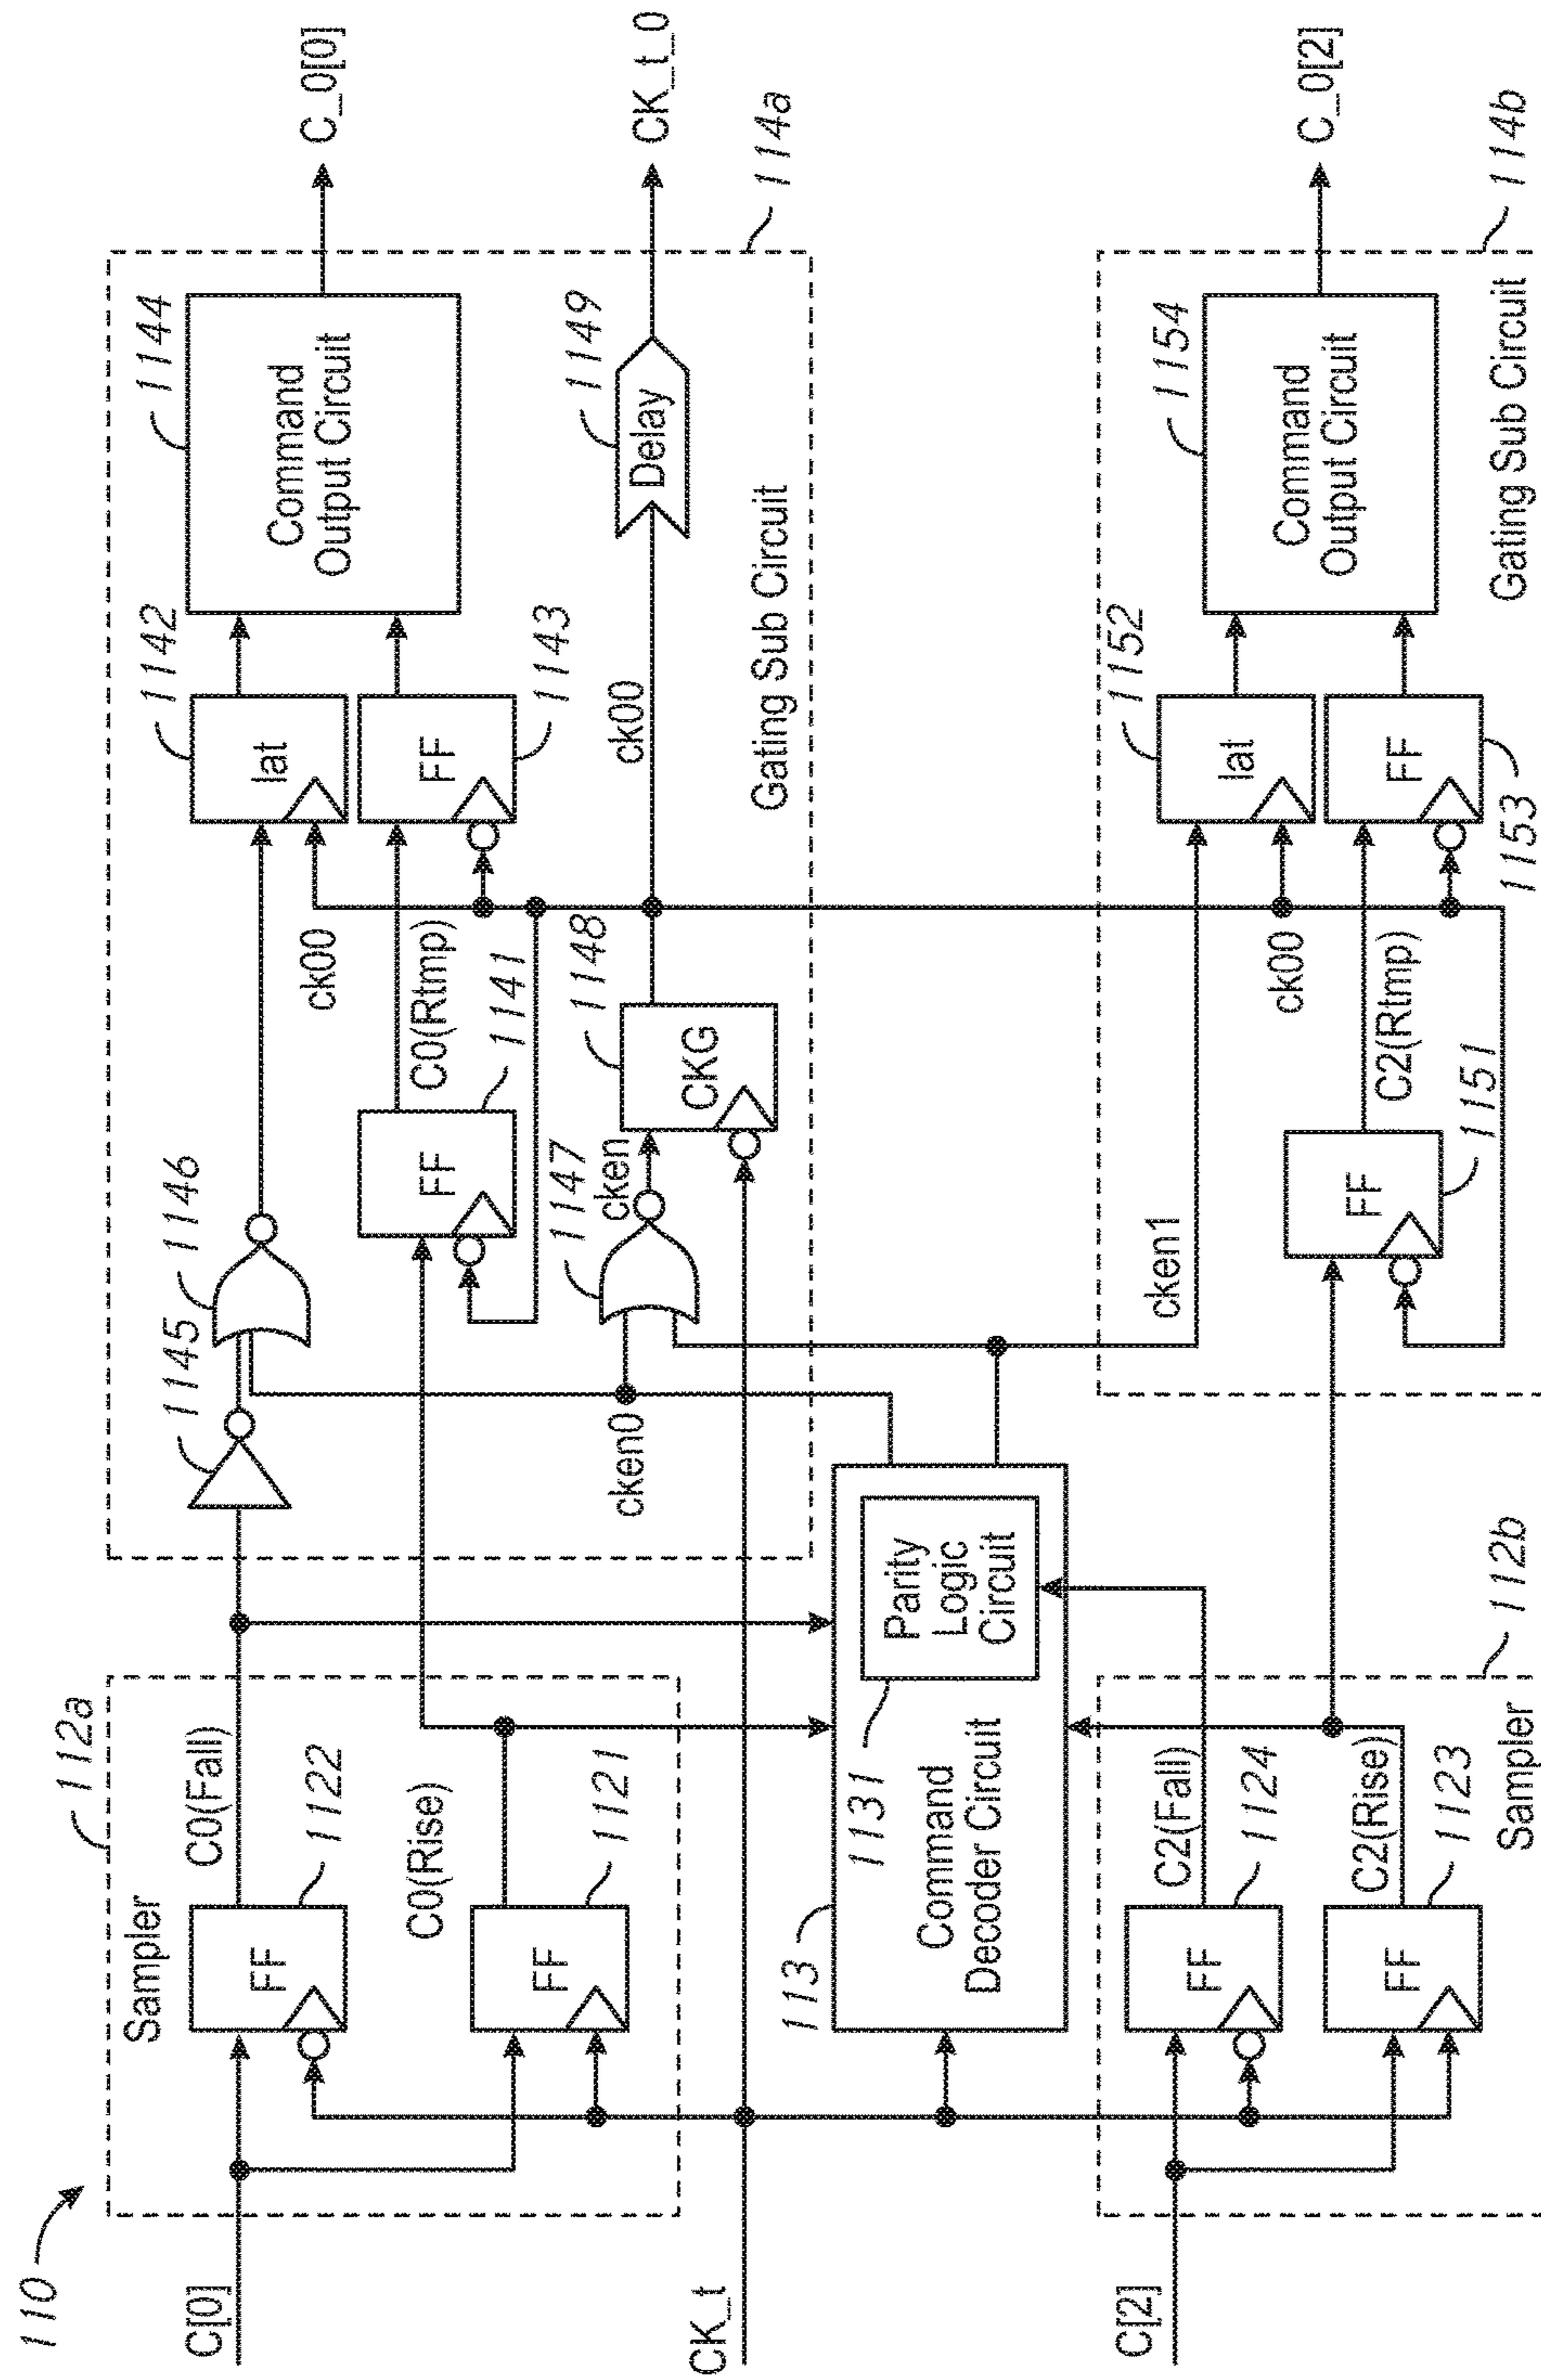 110
C[0]
CK_t
C[2]
112a
Sampler
FF
C0(Fall)
1122
FF
C0(Rise)
1121
113
Command
Decoder Circuit
1131
Parity
Logic
Circuit
FF
C2(Fall)
1124
FF
C2(Rise)
1123
Sampler
112b
1145
1146
cken0
FF
C0(Rtmp)
1141
1147
cken
CKG
1148
ck00
lat
1142
FF
1143
ck00
Command
Output Circuit
1144
Delay
1149
Gating Sub Circuit
114a
C_0[0]
CK_t_0
cken1
FF
C2(Rtmp)
1151
ck00
lat
1152
FF
1153
Command
Output Circuit
1154
Gating Sub Circuit
114b
C_0[2]